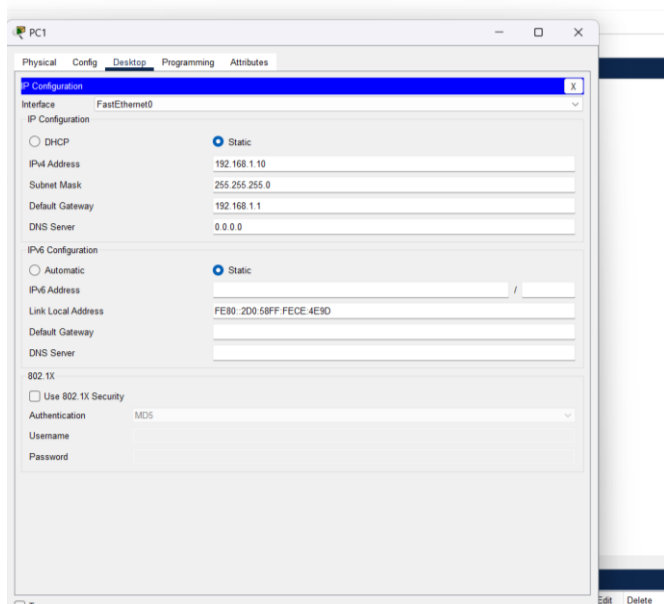 PC1
Physical Config Desktop Programming Attributes
IP Configuration X
Interface FastEthernet0
IP Configuration
DHCP Static
IPv4 Address 192.168.1.10
Subnet Mask 255.255.255.0
Default Gateway 192.168.1.1
DNS Server 0.0.0.0
IPv6 Configuration
Automatic Static
IPv6 Address /
Link Local Address FE80::2D0:58FF:FECE:4E9D
Default Gateway
DNS Server
802.1X
Use 802.1X Security
Authentication MD5
Username
Password
Edit Delete